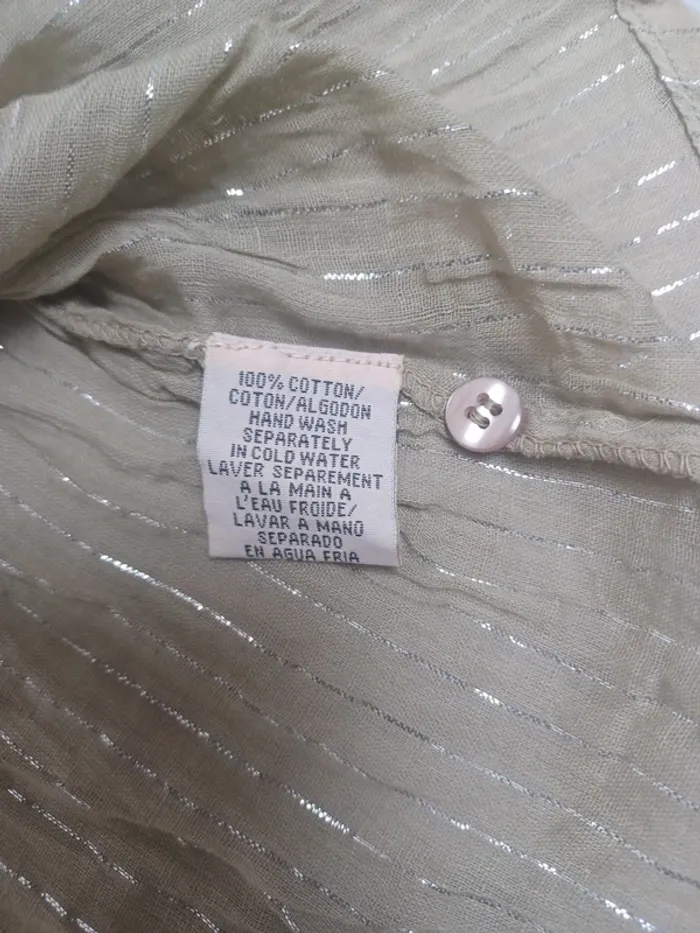 100% COTTON/
COTON/ALGODON
HAND WASH
SEPARATELY
IN COLD WATER
LAVER SEPAREMENT
A LA MAIN A
L'EAU FROIDE/
LAVAR A MANO
SEPARADO
EN AGUA FRIA